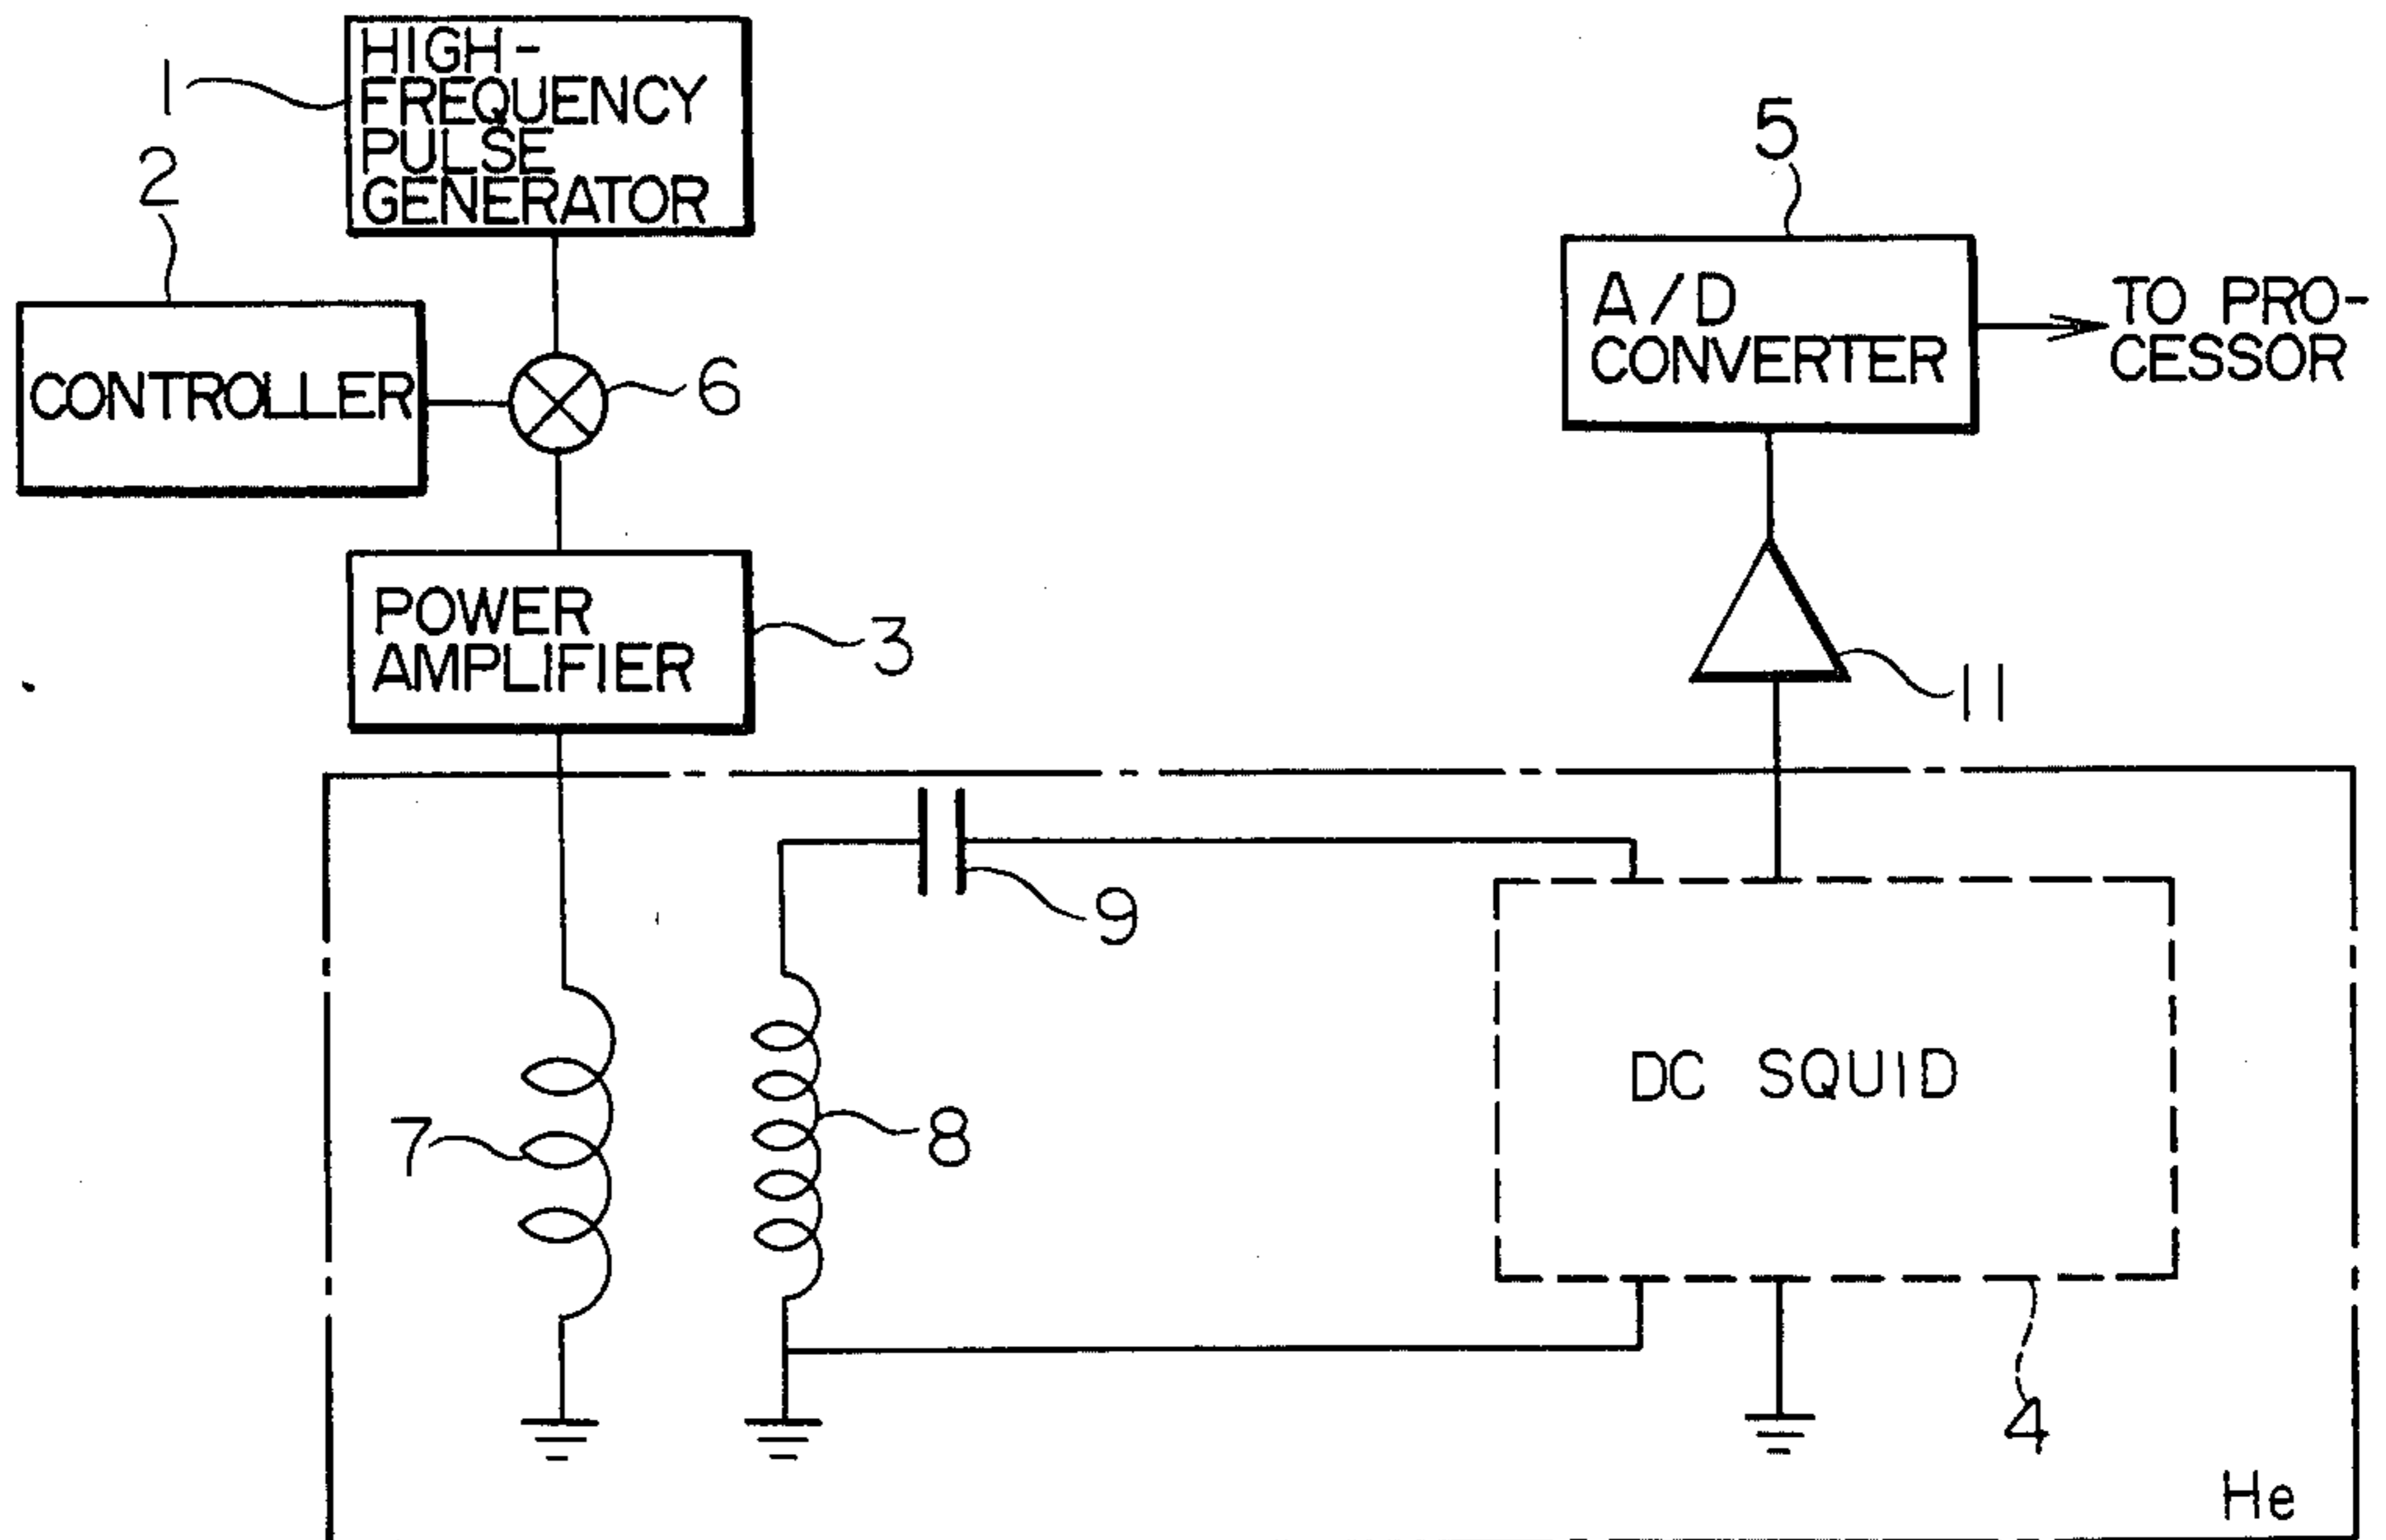 1
HIGH-
FREQUENCY
PULSE
GENERATOR
2
CONTROLLER
6
POWER
AMPLIFIER
3
5
A/D
CONVERTER
TO PRO-
CESSOR
11
9
7
8
DC SQUID
4
He